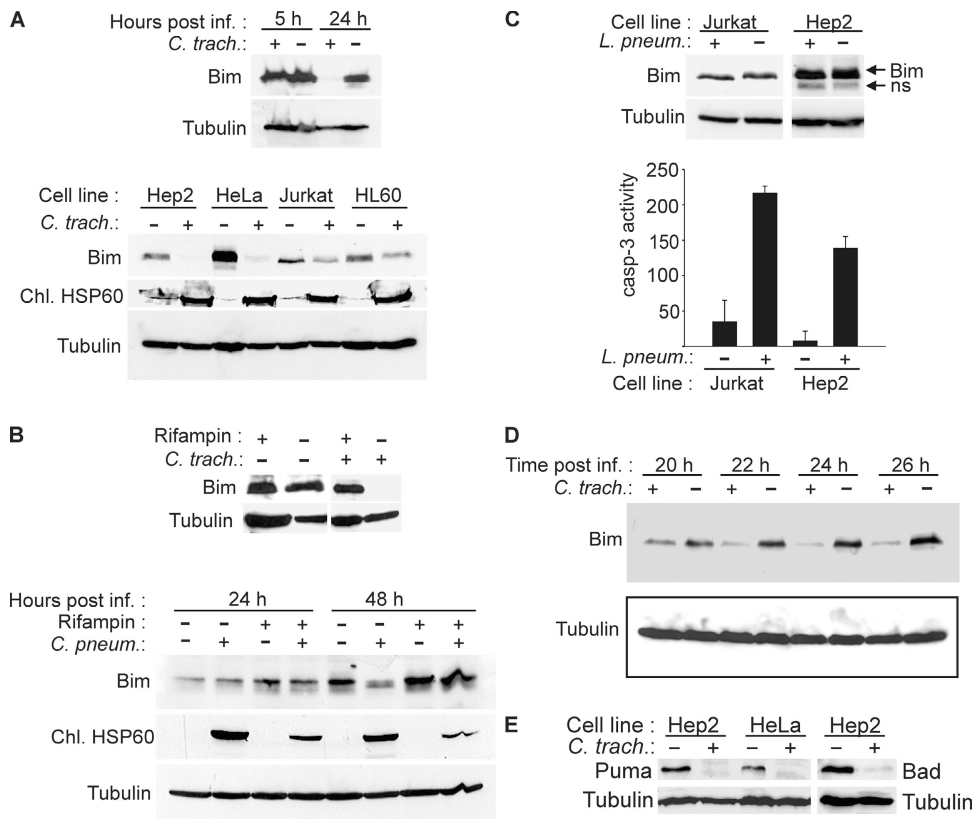 A
Hours post inf. : 5 h 24 h
C. trach.: + – + –
Bim
Tubulin
Cell line : Hep2 HeLa Jurkat HL60
C. trach.: – + – + – + – +
Bim
Chl. HSP60
Tubulin
B
Rifampin : + – + –
C. trach.: – – + +
Bim
Tubulin
Hours post inf. : 24 h 48 h
Rifampin : – – + + – – + +
C. pneum.: – + – + – + – +
Bim
Chl. HSP60
Tubulin
C
Cell line : Jurkat Hep2
L. pneum.: + – + –
Bim
Bim
ns
Tubulin
casp-3 activity
250
200
150
100
50
L. pneum.: – + – +
Cell line : Jurkat Hep2
D
Time post inf. : 20 h 22 h 24 h 26 h
C. trach.: + – + – + – + –
Bim
Tubulin
E
Cell line : Hep2 HeLa Hep2
C. trach.: – + – + – +
Puma Bad
Tubulin Tubulin